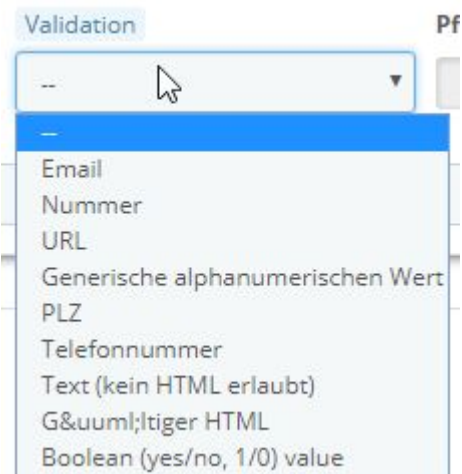 Validation
Pf
--
--
Email
Nummer
URL
Generische alphanumerischen Wert
PLZ
Telefonnummer
Text (kein HTML erlaubt)
G&uuml;ltiger HTML
Boolean (yes/no, 1/0) value